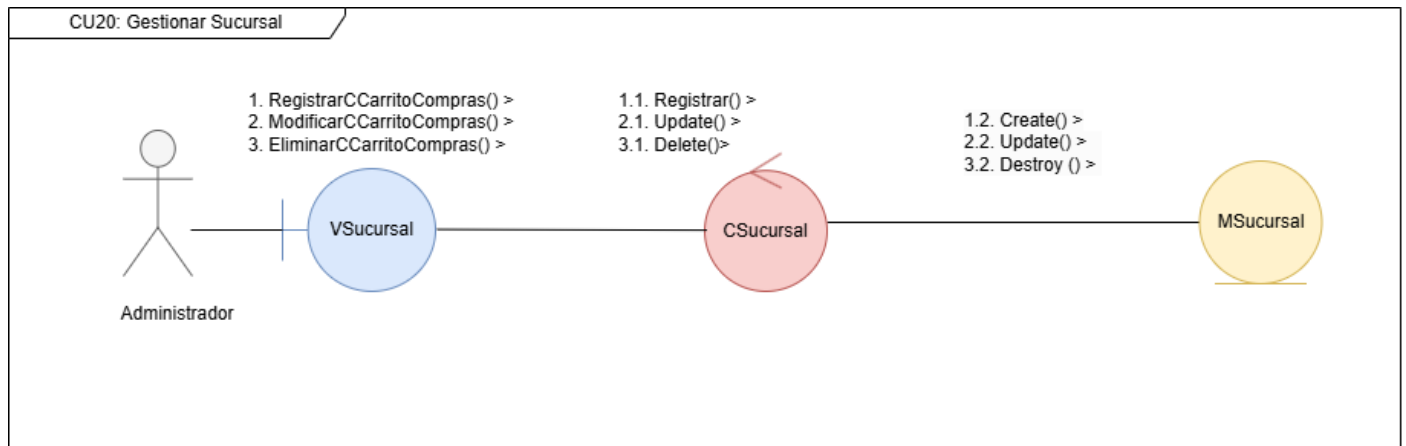 CU20: Gestionar Sucursal
1. RegistrarCCarritoCompras() >
2. ModificarCCarritoCompras() >
3. EliminarCCarritoCompras() >
1.1. Registrar() >
2.1. Update() >
3.1. Delete()>
1.2. Create() >
2.2. Update() >
3.2. Destroy () >
VSucursal
CSucursal
MSucursal
Administrador